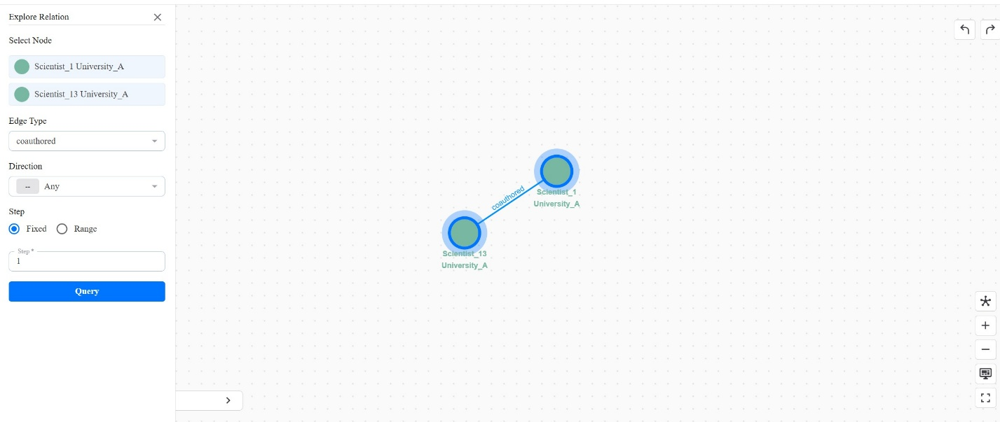 Explore Relation
Select Node
Scientist_1 University_A
Scientist_13 University_A
Edge Type
coauthored
Direction
-- Any
Step
Fixed Range
Step*
1
Query
coauthored
Scientist_1
University_A
Scientist_13
University_A